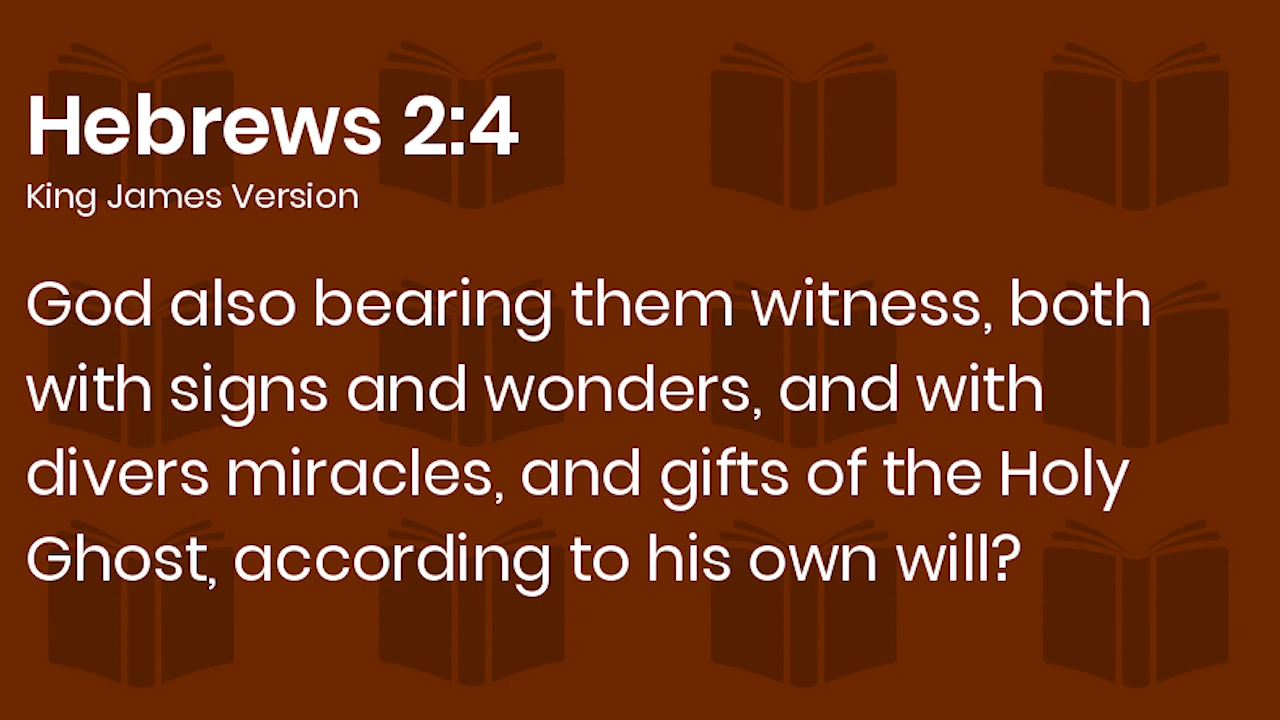 Hebrews 2:4
King James Version
God also bearing them witness, both
with signs and wonders, and with
divers miracles, and gifts of the Holy
Ghost, according to his own will?